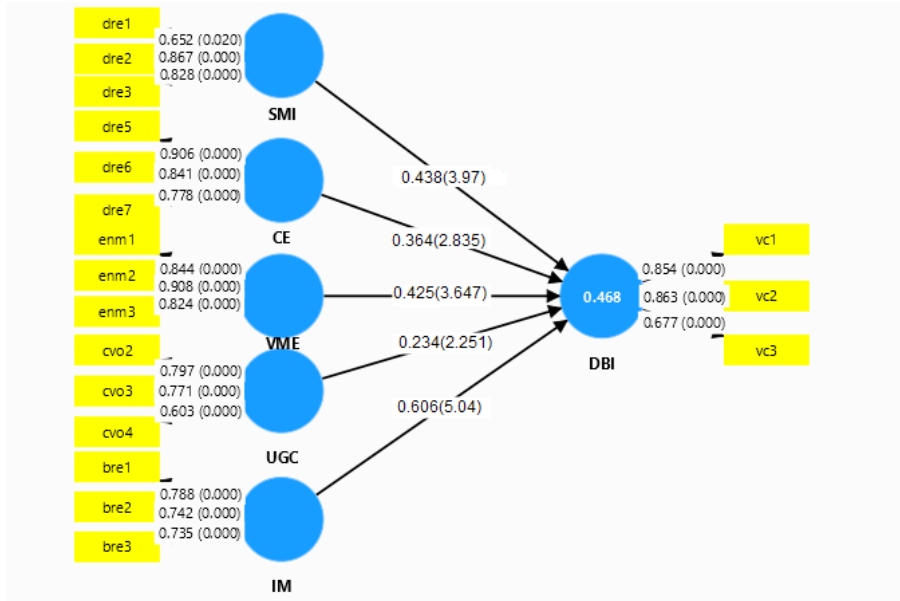 dre1
dre2
dre3
0.652 (0.020)
0.867 (0.000)
0.828 (0.000)
SMI
dre5
dre6
dre7
0.906 (0.000)
0.841 (0.000)
0.778 (0.000)
CE
enm1
enm2
enm3
0.844 (0.000)
0.908 (0.000)
0.824 (0.000)
VME
cvo2
cvo3
cvo4
0.797 (0.000)
0.771 (0.000)
0.603 (0.000)
UGC
bre1
bre2
bre3
0.788 (0.000)
0.742 (0.000)
0.735 (0.000)
IM
0.438(3.97)
0.364(2.835)
0.425(3.647)
0.234(2.251)
0.606(5.04)
0.468
DBI
0.854 (0.000)
0.863 (0.000)
0.677 (0.000)
vc1
vc2
vc3